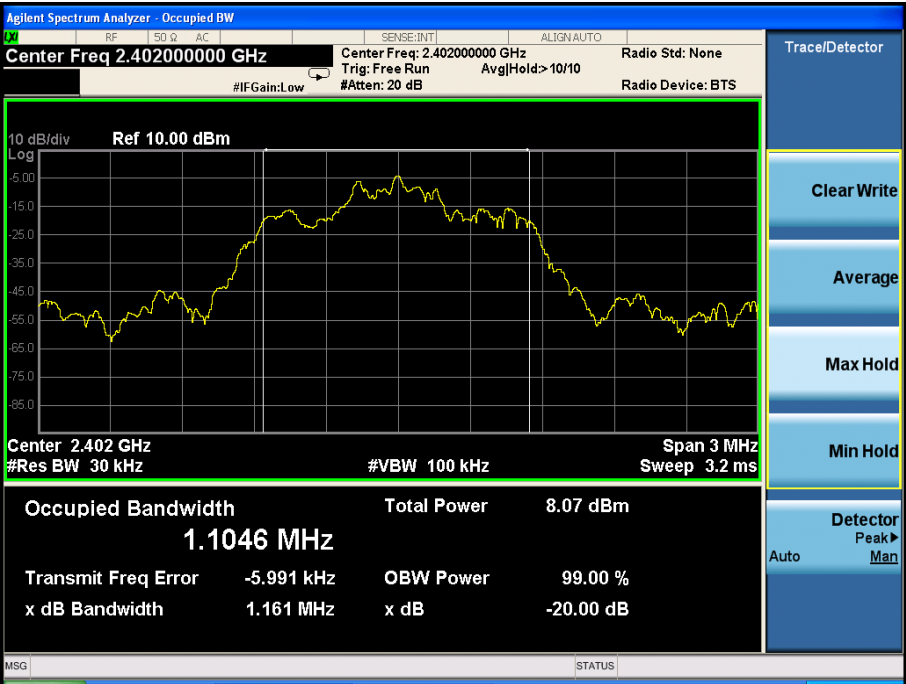 Agilent Spectrum Analyzer - Occupied BW
LXI RF 50 Ω AC SENSE:INT ALIGN AUTO
Center Freq 2.402000000 GHz
Center Freq: 2.402000000 GHz Radio Std: None
Trig: Free Run Avg|Hold:>10/10
#IFGain:Low #Atten: 20 dB Radio Device: BTS
10 dB/div Ref 10.00 dBm
Log
-5.00
-15.0
-25.0
-35.0
-45.0
-55.0
-65.0
-75.0
-85.0
Center 2.402 GHz Span 3 MHz
#Res BW 30 kHz #VBW 100 kHz Sweep 3.2 ms
Occupied Bandwidth Total Power 8.07 dBm
1.1046 MHz
Transmit Freq Error -5.991 kHz OBW Power 99.00 %
x dB Bandwidth 1.161 MHz x dB -20.00 dB
MSG STATUS
Trace/Detector
Clear Write
Average
Max Hold
Min Hold
Detector
Peak▶
Auto Man